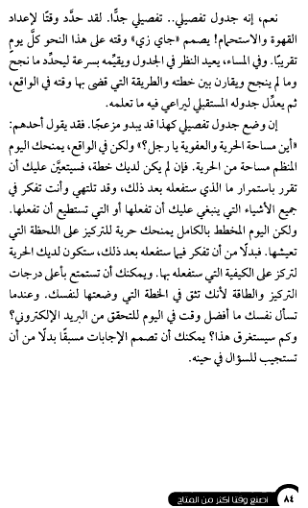 نعم، إنه جدول تفصيلي.. تفصيلي جدًّا. لقد حدَّد وقتًا لإعداد
القهوة والاستحمام! يصمم «جاي زي» وقته على هذا النحو كلَّ يوم
تقريبًا. وفي المساء، يعيد النظر في الجدول ويقيِّمه بسرعة ليحدِّد ما نجح
وما لم ينجح ويقارن بين خطته والطريقة التي قضى بها وقته في الواقع،
ثم يعدِّل جدوله المستقبلي ليراعي فيه ما تعلمه.
إن وضع جدول تفصيلي كهذا قد يبدو مزعجًا. فقد يقول أحدهم:
«أين مساحة الحرية والعفوية يا رجل؟» ولكن في الواقع، يمنحك اليوم
المنظم مساحة من الحرية. فإن لم يكن لديك خطة، فسيتعيَّن عليك أن
تقرر باستمرار ما الذي ستفعله بعد ذلك، وقد تلتهي وأنت تفكر في
جميع الأشياء التي ينبغي عليك أن تفعلها أو التي تستطيع أن تفعلها.
ولكن اليوم المخطط بالكامل يمنحك حرية للتركيز على اللحظة التي
تعيشها. فبدلًا من أن تفكر فيما ستفعله بعد ذلك، ستكون لديك الحرية
لتركز على الكيفية التي ستفعله بها. ويمكنك أن تستمتع بأعلى درجات
التركيز والطاقة لأنك تثق في الخطة التي وضعتها لنفسك. وعندما
تسأل نفسك ما أفضل وقت في اليوم للتحقق من البريد الإلكتروني؟
وكم سيستغرق هذا؟ يمكنك أن تصمم الإجابات مسبقًا بدلًا من أن
تستجيب للسؤال في حينه.
٨٤ اصنع وقتا أكثر من المتاح